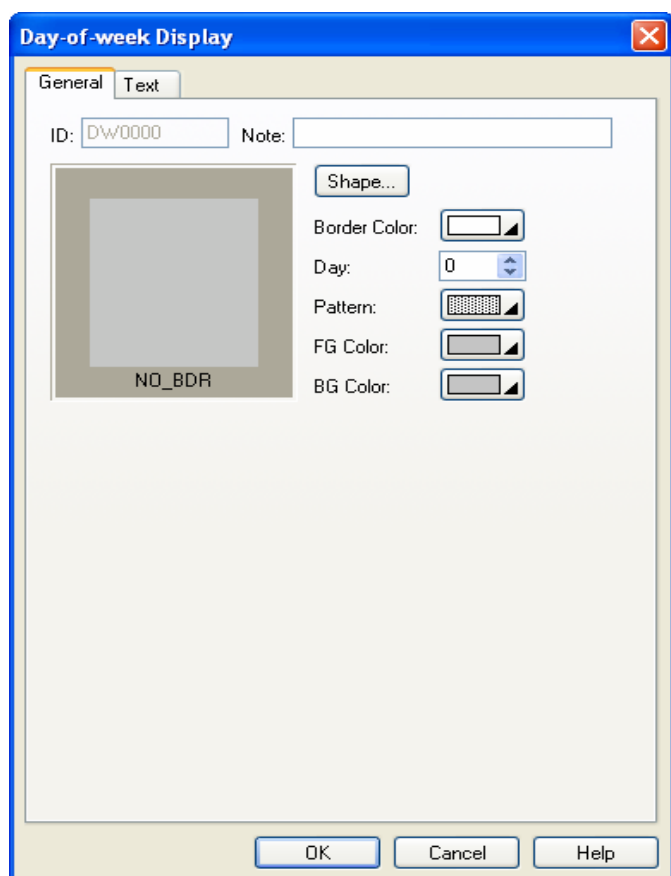 Day-of-week Display
General Text
ID: DW0000 Note:
Shape...
Border Color:
Day: 0
Pattern:
FG Color:
NO_BDR BG Color:
OK Cancel Help